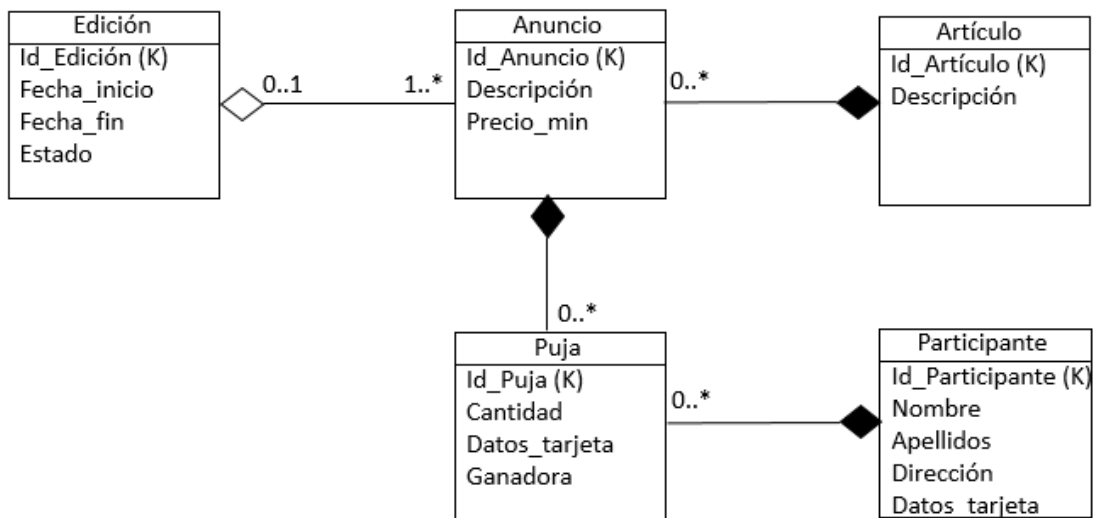 Edición
Id_Edición (K)
Fecha_inicio
Fecha_fin
Estado
0..1
1..*
Anuncio
Id_Anuncio (K)
Descripción
Precio_min
0..*
Artículo
Id_Artículo (K)
Descripción
0..*
Puja
Id_Puja (K)
Cantidad
Datos_tarjeta
Ganadora
0..*
Participante
Id_Participante (K)
Nombre
Apellidos
Dirección
Datos_tarjeta